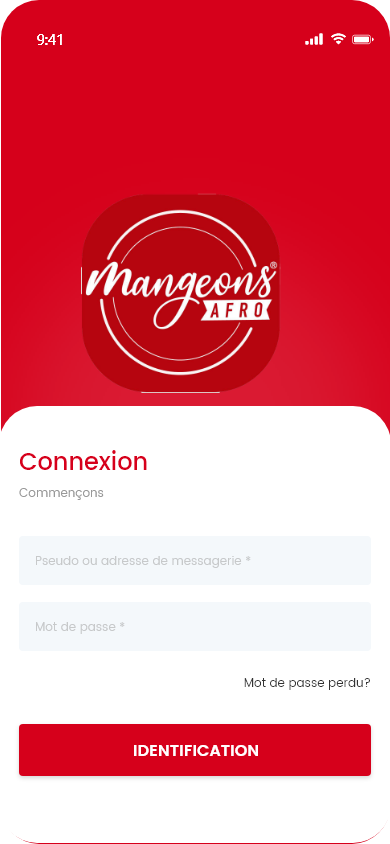 9:41
Mangeons®
AFRO
Connexion
Commençons
Pseudo ou adresse de messagerie *
Mot de passe *
Mot de passe perdu?
IDENTIFICATION